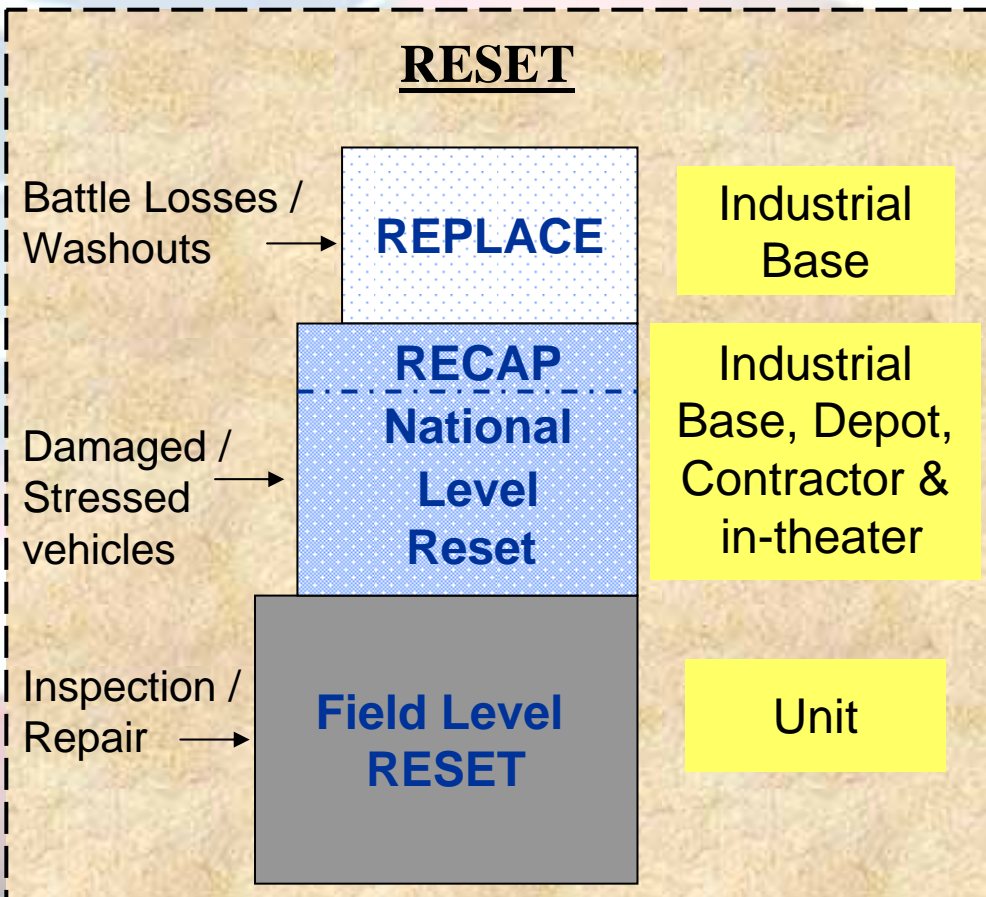 RESET
Battle Losses /
Washouts
REPLACE
Industrial
Base
Damaged /
Stressed
vehicles
RECAP
National
Level
Reset
Industrial
Base, Depot,
Contractor &
in-theater
Inspection /
Repair
Field Level
RESET
Unit